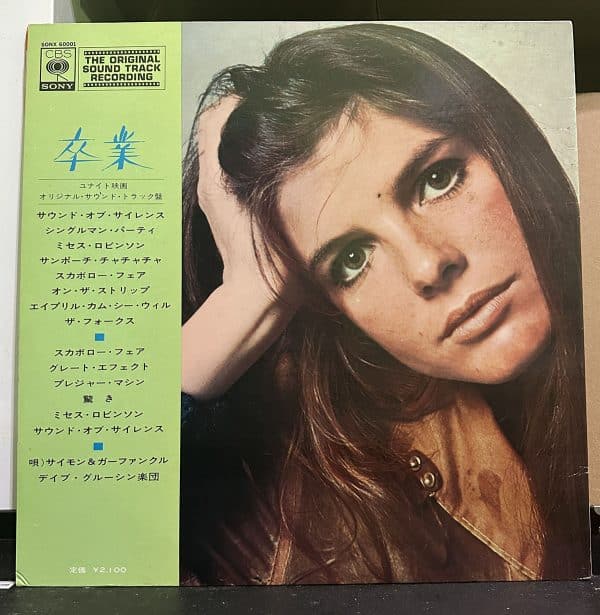 SONX 60001
CBS
SONY
THE ORIGINAL
SOUND TRACK
RECORDING
卒業
ユナイト映画
オリジナル・サウンド・トラック盤
サウンド・オブ・サイレンス
シングルマン・パーティ
ミセス・ロビンソン
サンポーチ・チャチャチャ
スカボロー・フェア
オン・ザ・ストリップ
エイプリル・カム・シー・ウィル
ザ・フォークス
スカボロー・フェア
グレート・エフェクト
プレジャー・マシン
驚き
ミセス・ロビンソン
サウンド・オブ・サイレンス
唄)サイモン&ガーファンクル
デイブ・グルーシン楽団
定価 ¥2,100